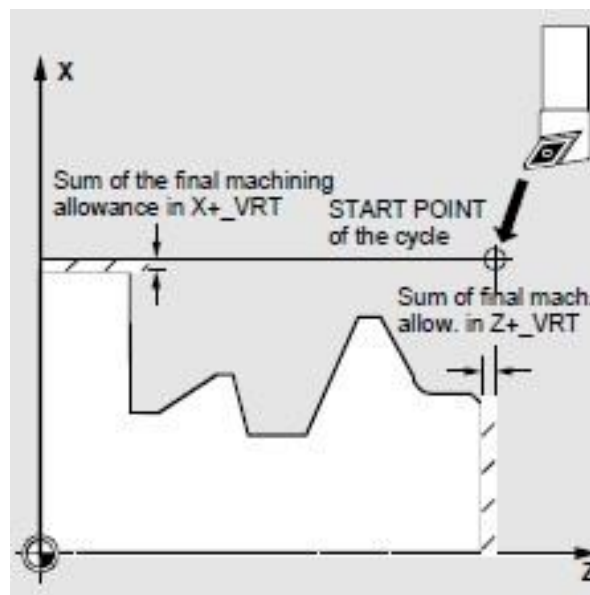 X
Sum of the final machining
allowance in X+_VRT
START POINT
of the cycle
Sum of final mach.
allow. in Z+_VRT
Z